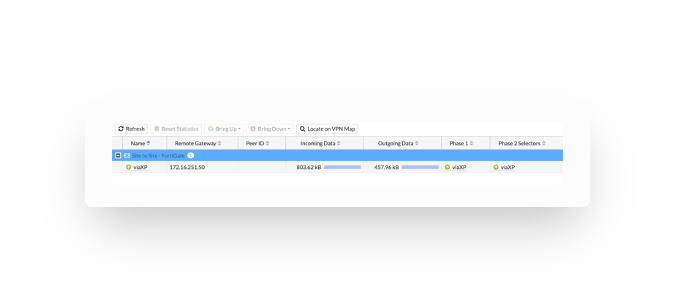 Refresh Reset Statistics Bring Up Bring Down Locate on VPN Map
Name Remote Gateway Peer ID Incoming Data Outgoing Data Phase 1 Phase 2 Selectors
Site to Site - FortiGate 1
viaXP 172.16.251.50 803.62 kB 457.96 kB viaXP viaXP